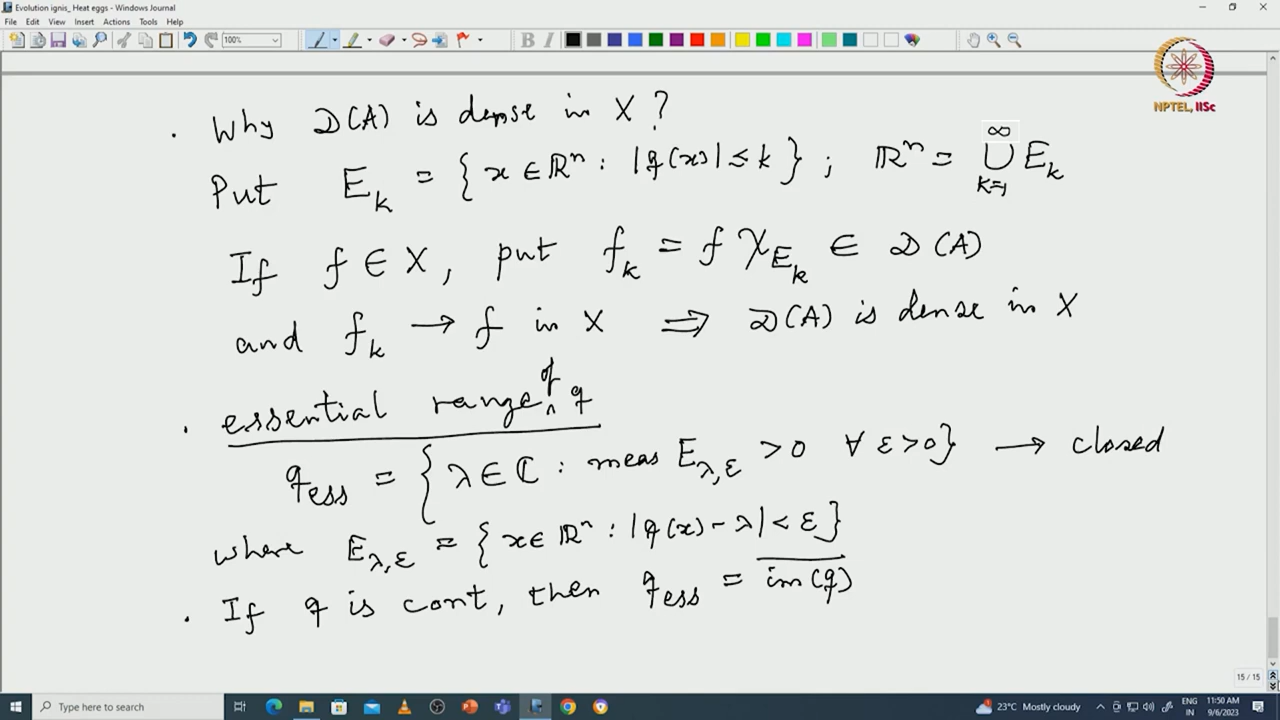 Evolution ignis_ Heat eggs - Windows Journal
File Edit View Insert Actions Tools Help
100%
B I
NPTEL, IISc
. Why D(A) is dense in X ?
Put E_k = { x ∈ ℝ^n : |q(x)| ≤ k } ; ℝ^n = ∪_{k=1}^∞ E_k
If f ∈ X, put f_k = f χ_{E_k} ∈ D(A)
and f_k → f in X ⇒ D(A) is dense in X
. essential range of q
q_ess = { λ ∈ ℂ : meas E_{λ,ε} > 0 ∀ ε > 0 } → closed
where E_{λ,ε} = { x ∈ ℝ^n : |q(x) - λ| < ε }
. If q is cont, then q_ess = \overline{im(q)}
15 / 15
Type here to search
23°C Mostly cloudy
ENG IN
11:50 AM
9/6/2023